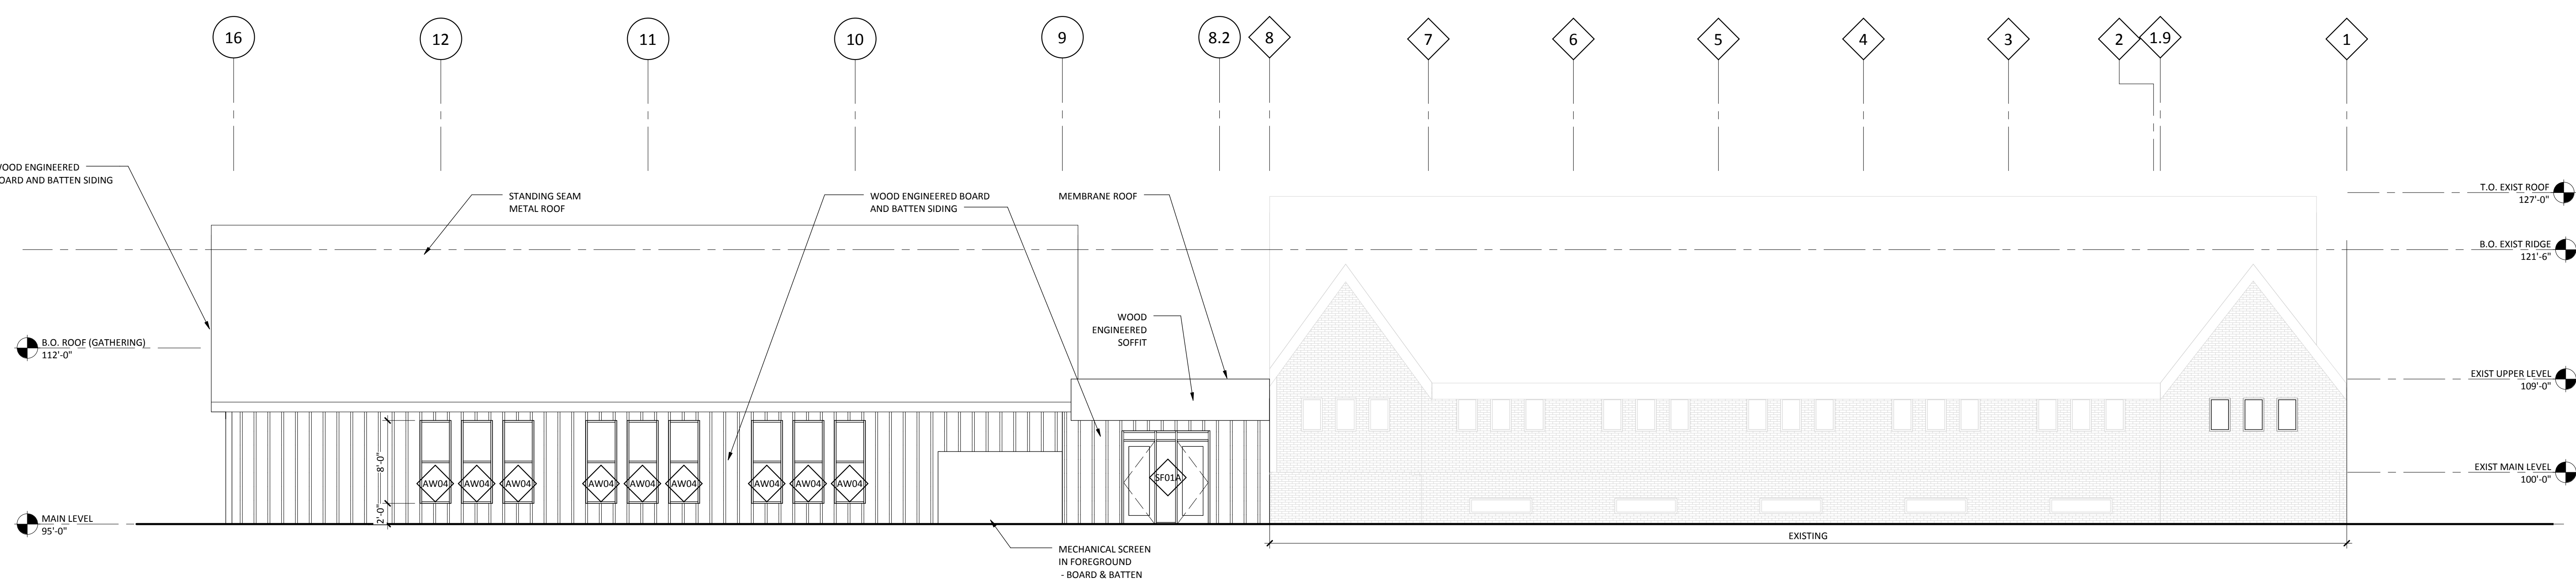 16
12
11
10
9
8.2
8
7
6
5
4
3
2
1.9
1
WOOD ENGINEERED
BOARD AND BATTEN SIDING
STANDING SEAM
METAL ROOF
WOOD ENGINEERED BOARD
AND BATTEN SIDING
MEMBRANE ROOF
T.O. EXIST ROOF
127'-0"
B.O. EXIST RIDGE
121'-6"
WOOD
ENGINEERED
SOFFIT
B.O. ROOF (GATHERING)
112'-0"
EXIST UPPER LEVEL
109'-0"
EXIST MAIN LEVEL
100'-0"
8'-0"
AW04
AW04
AW04
AW04
AW04
AW04
AW04
AW04
AW04
SF01A
2'-0"
MAIN LEVEL
95'-0"
EXISTING
MECHANICAL SCREEN
IN FOREGROUND
- BOARD & BATTEN